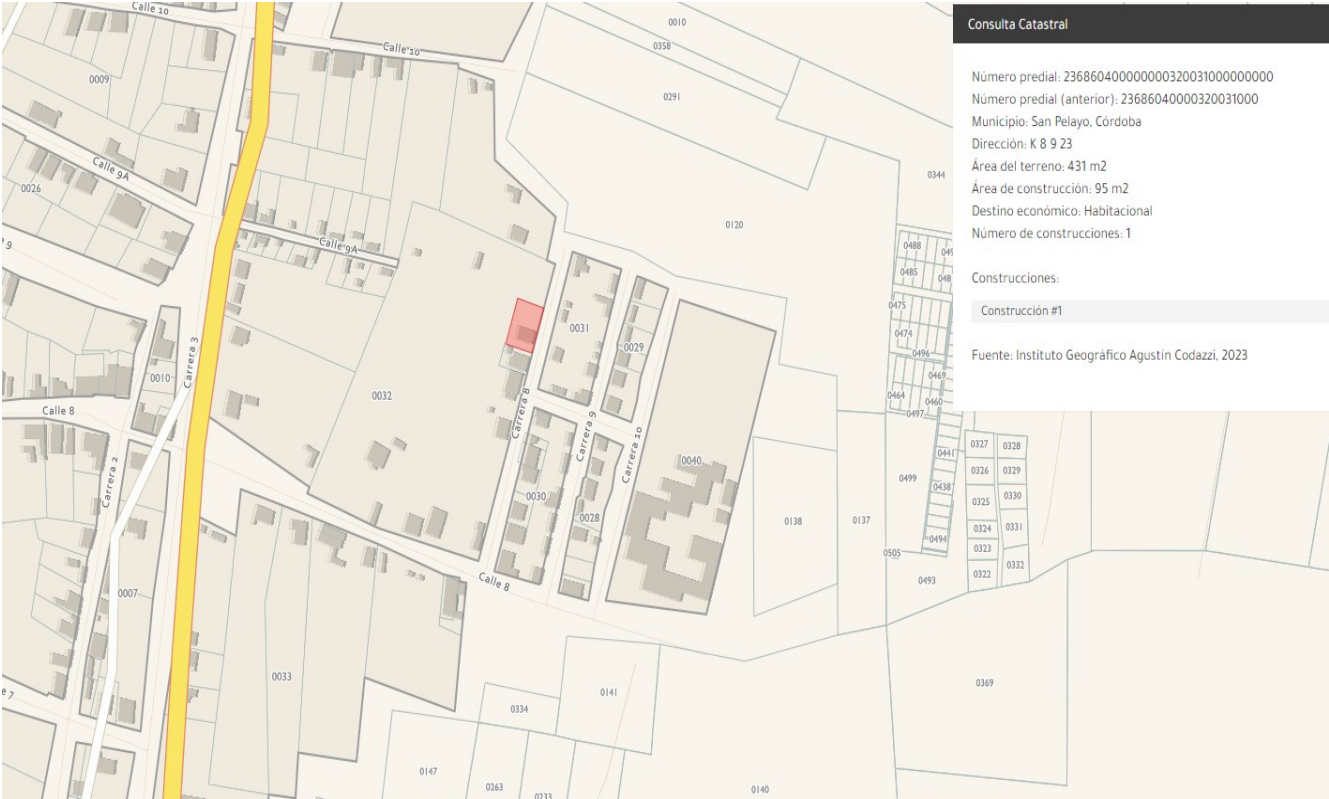 Consulta Catastral
Número predial: 236860400000000320031000000000
Número predial (anterior): 23686040000320031000
Municipio: San Pelayo, Córdoba
Dirección: K 8 9 23
Área del terreno: 431 m2
Área de construcción: 95 m2
Destino económico: Habitacional
Número de construcciones: 1
Construcciones:
Construcción #1
Fuente: Instituto Geográfico Agustín Codazzi, 2023
Calle 10
0010
0358
Calle 10
0009
0291
Calle 9A
0344
0026
0120
Calle 9A
0488
0485
0475
0031
0474
0029
0496
Carrera 3
0469
0010
0032
0464
0460
Calle 8
0497
Carrera 8
Carrera 9
0327
0328
Carrera 10
0441
0040
0326
0329
Carrera 2
0499
0438
0030
0325
0330
0028
0138
0137
0324
0331
0494
0323
0505
0332
0322
Calle 8
0493
0007
0033
0369
0141
0334
0147
0263
0233
0140